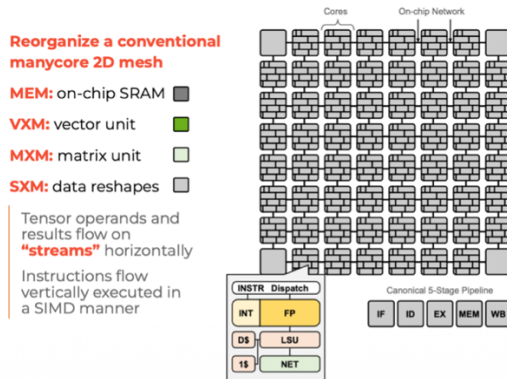 Cores
On-chip Network
Reorganize a conventional
manycore 2D mesh
MEM: on-chip SRAM
VXM: vector unit
MXM: matrix unit
SXM: data reshapes
Tensor operands and
results flow on
“streams” horizontally
Instructions flow
vertically executed in
a SIMD manner
INSTR Dispatch
INT FP
D$ LSU
1$ NET
Canonical 5-Stage Pipeline
IF ID EX MEM WB